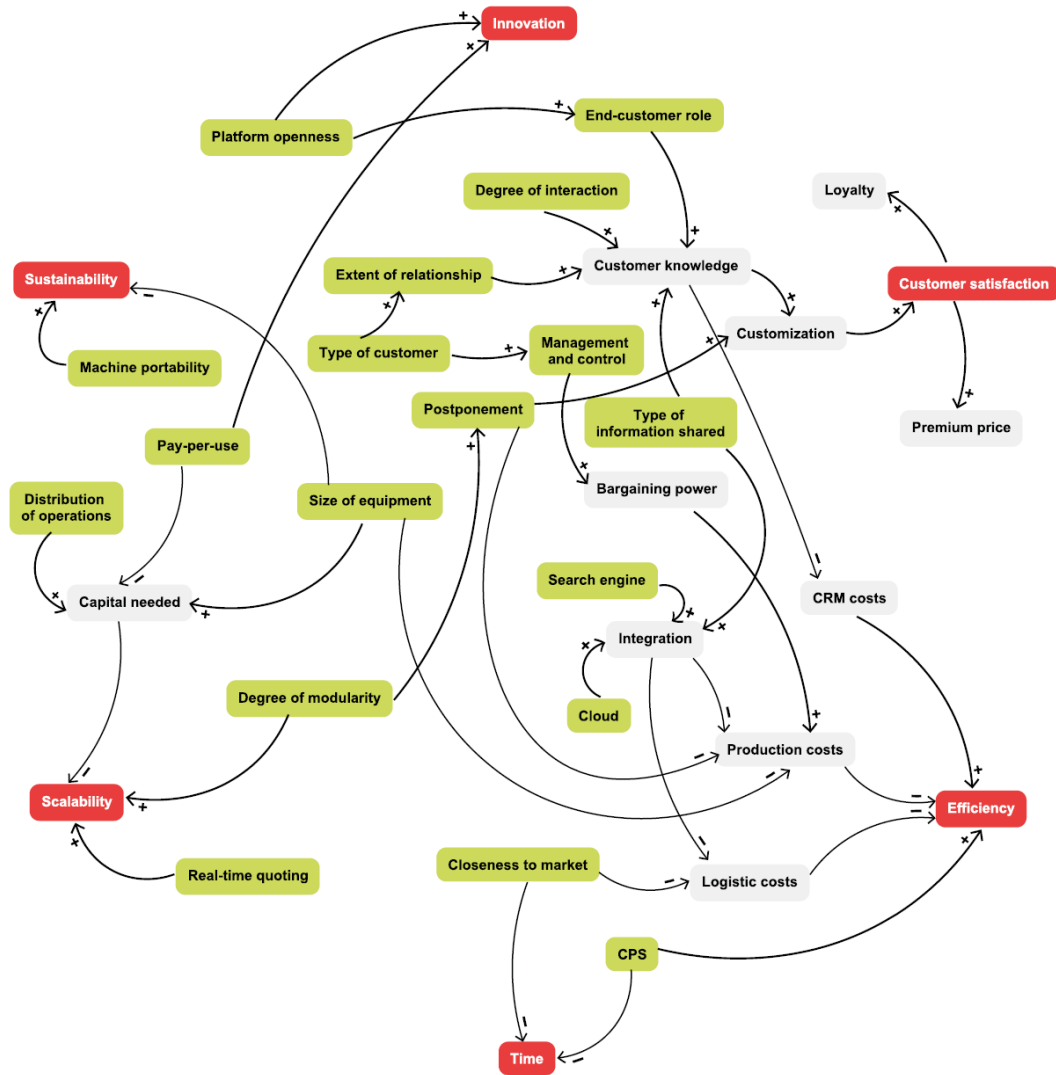 Innovation
Platform openness
End-customer role
Degree of interaction
Loyalty
Customer knowledge
Sustainability
Extent of relationship
Customer satisfaction
Customization
Type of customer
Management
and control
Machine portability
Postponement
Type of
information shared
Premium price
Pay-per-use
Bargaining power
Distribution
of operations
Size of equipment
Search engine
Capital needed
CRM costs
Integration
Degree of modularity
Cloud
Production costs
Scalability
Efficiency
Closeness to market
Real-time quoting
Logistic costs
CPS
Time